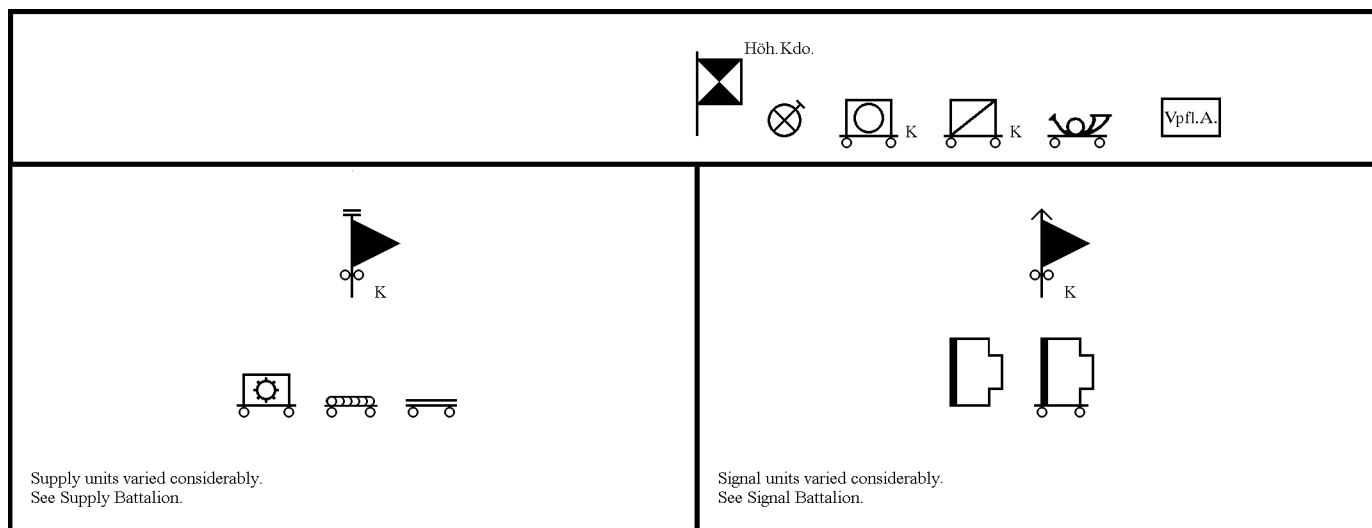 Höh. Kdo.
K
K
Vpfl.A.
K
K
Supply units varied considerably.
See Supply Battalion.
Signal units varied considerably.
See Signal Battalion.